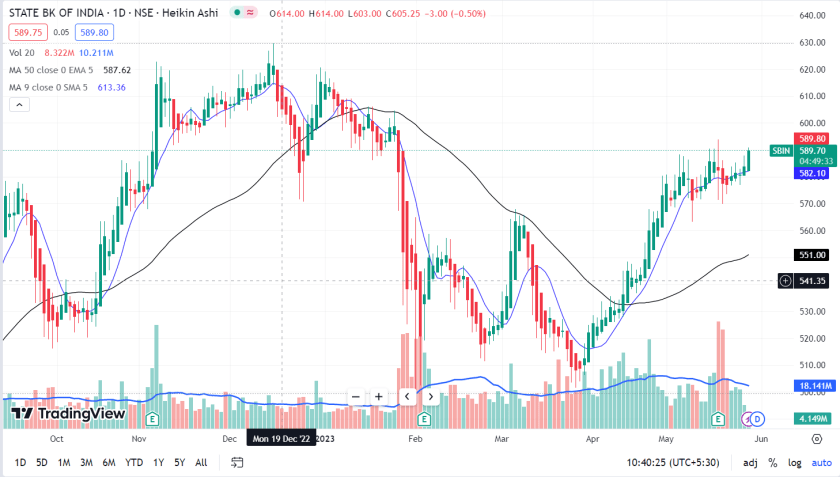 STATE BK OF INDIA · 1D · NSE · Heikin Ashi O614.00 H614.00 L603.00 C605.25 −3.00 (−0.50%)
589.75 0.05 589.80
Vol 20 8.322M 10.211M
MA 50 close 0 EMA 5 587.62
MA 9 close 0 SMA 5 613.36
640.00
630.00
620.00
610.00
600.00
589.80
SBIN 589.70
04:49:33
582.10
570.00
560.00
551.00
541.35
530.00
520.00
510.00
18.141M
4.149M
TradingView
E E E D
Oct Nov Dec Mon 19 Dec '22 2023 Feb Mar Apr May Jun
1D 5D 1M 3M 6M YTD 1Y 5Y All 10:40:25 (UTC+5:30) adj % log auto